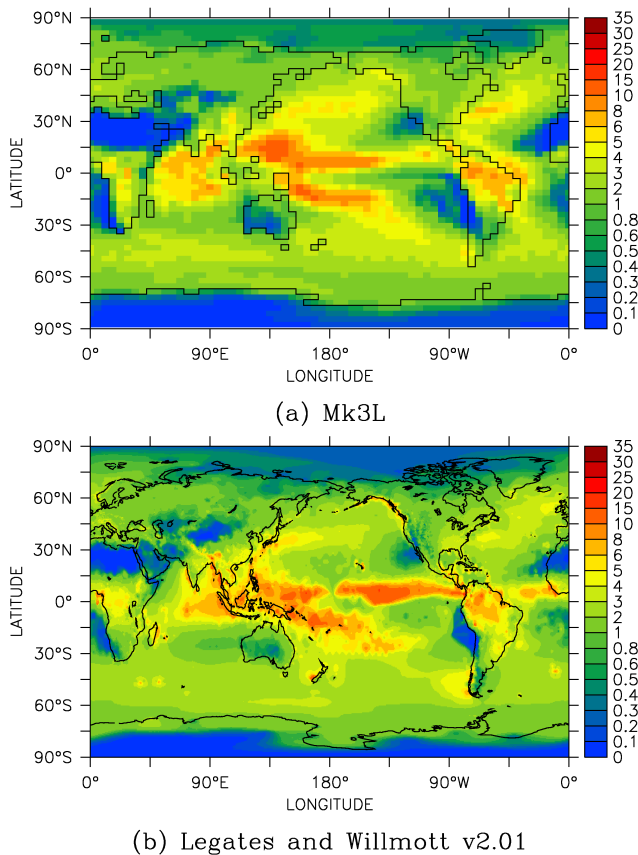 90°N
60°N
30°N
0°
30°S
60°S
90°S
LATITUDE
0°
90°E
180°
90°W
0°
LONGITUDE
35
30
25
20
15
10
8
6
5
4
3
2
1
0.8
0.6
0.5
0.4
0.3
0.2
0.1
0
(a) Mk3L
90°N
60°N
30°N
0°
30°S
60°S
90°S
LATITUDE
0°
90°E
180°
90°W
0°
LONGITUDE
35
30
25
20
15
10
8
6
5
4
3
2
1
0.8
0.6
0.5
0.4
0.3
0.2
0.1
0
(b) Legates and Willmott v2.01